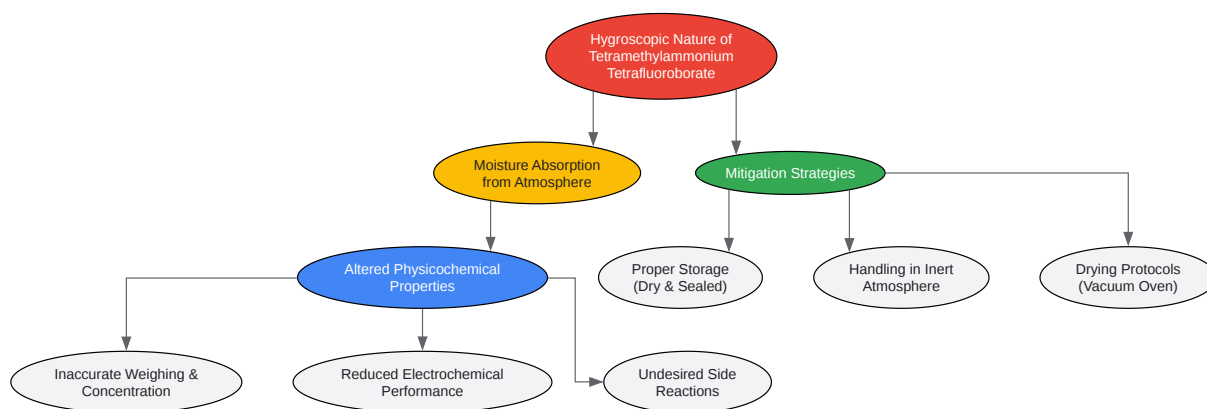 Hygroscopic Nature of
Tetramethylammonium
Tetrafluoroborate
Moisture Absorption
from Atmosphere
Mitigation Strategies
Altered Physicochemical
Properties
Proper Storage
(Dry & Sealed)
Handling in Inert
Atmosphere
Drying Protocols
(Vacuum Oven)
Inaccurate Weighing &
Concentration
Reduced Electrochemical
Performance
Undesired Side
Reactions